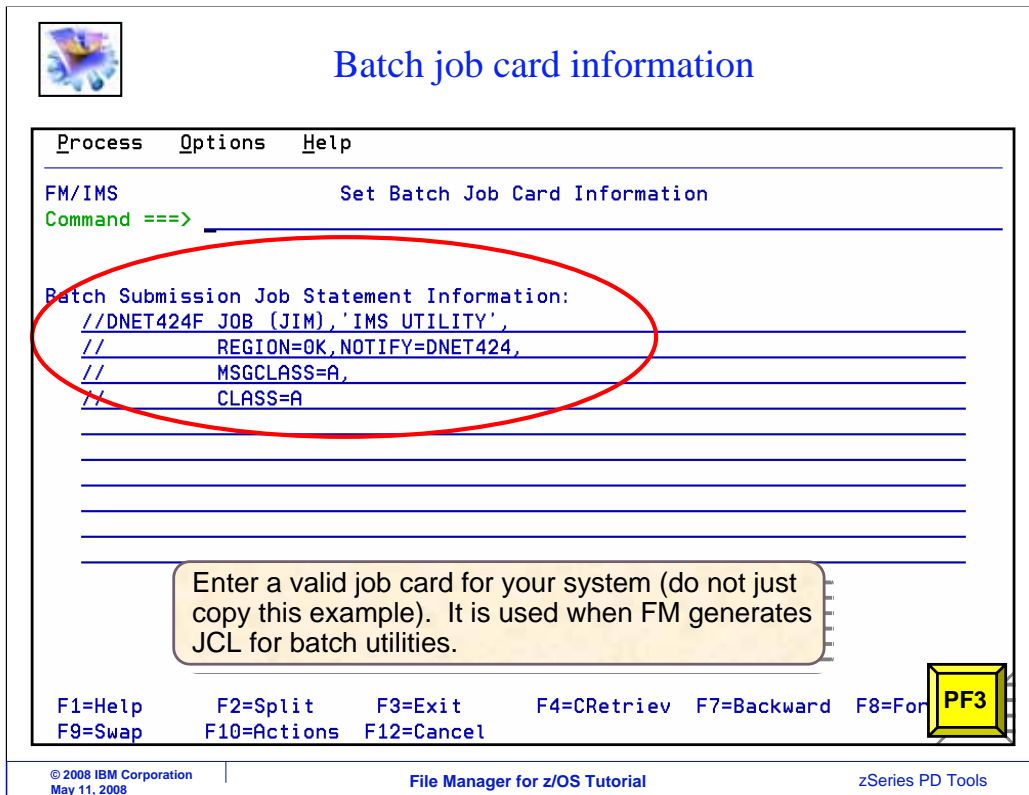 Batch job card information
Process Options Help
FM/IMS Set Batch Job Card Information
Command ===>
Batch Submission Job Statement Information:
//DNET424F JOB (JIM),'IMS UTILITY',
// REGION=0K,NOTIFY=DNET424,
// MSGCLASS=A,
// CLASS=A
Enter a valid job card for your system (do not just
copy this example). It is used when FM generates
JCL for batch utilities.
F1=Help F2=Split F3=Exit F4=CRetriev F7=Backward F8=For
PF3
F9=Swap F10=Actions F12=Cancel
© 2008 IBM Corporation
May 11, 2008
File Manager for z/OS Tutorial
zSeries PD Tools